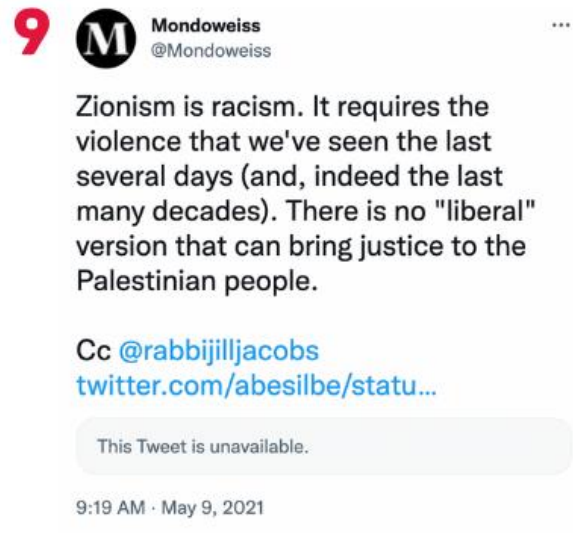 9
M
Mondoweiss
...
@Mondoweiss
Zionism is racism. It requires the
violence that we've seen the last
several days (and, indeed the last
many decades). There is no "liberal"
version that can bring justice to the
Palestinian people.
Cc @rabbijilljacobs
twitter.com/abesilbe/statu...
This Tweet is unavailable.
9:19 AM · May 9, 2021